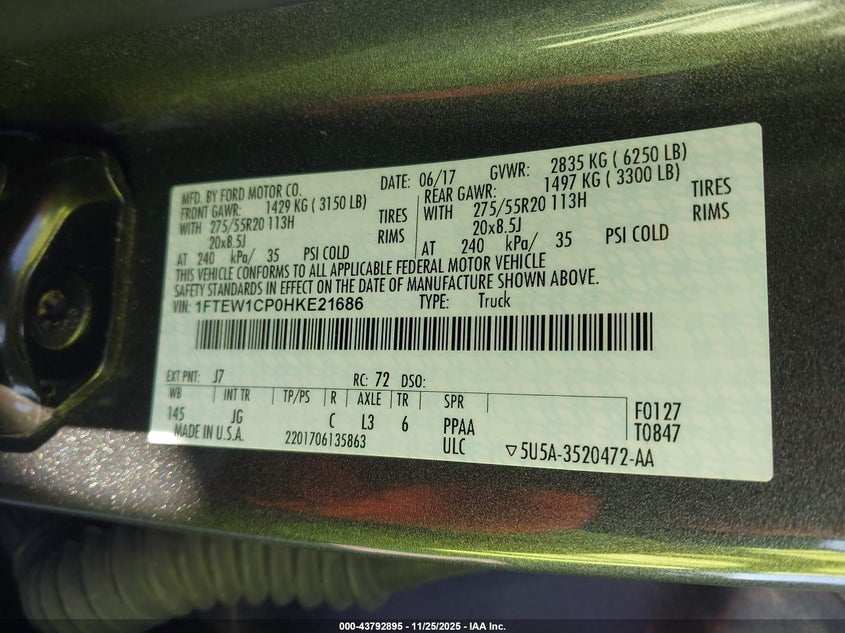 MFD. BY FORD MOTOR CO.
DATE: 06/17
GVWR: 2835 KG ( 6250 LB)
FRONT GAWR: 1429 KG ( 3150 LB)
REAR GAWR: 1497 KG ( 3300 LB)
WITH 275/55R20 113H TIRES
WITH 275/55R20 113H TIRES
20x8.5J RIMS
20x8.5J RIMS
AT 240 kPa/ 35 PSI COLD
AT 240 kPa/ 35 PSI COLD
THIS VEHICLE CONFORMS TO ALL APPLICABLE FEDERAL MOTOR VEHICLE
SAFETY STANDARDS IN EFFECT ON THE DATE OF MANUFACTURE SHOWN ABOVE.
VIN: 1FTEW1CP0HKE21686 TYPE: Truck
EXT PNT: J7 RC: 72 DSO:
WB INT TR TP/PS R AXLE TR SPR
145 JG C L3 6 PPAA
F0127
T0847
MADE IN U.S.A. 2201706135863 ULC
▽5U5A-3520472-AA
000-43792895 - 11/25/2025 - IAA Inc.